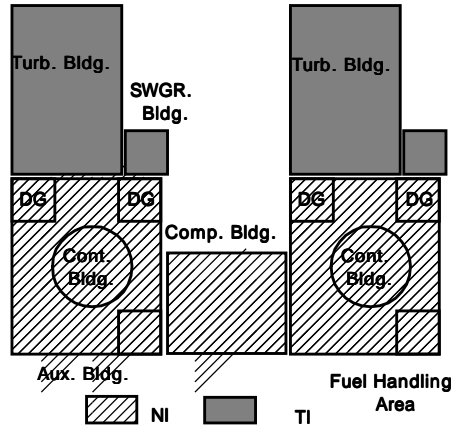 Turb. Bldg.
Turb. Bldg.
SWGR.
Bldg.
DG
DG
DG
DG
Comp. Bldg.
Cont.
Bldg.
Cont.
Bldg.
Aux. Bldg.
Fuel Handling
Area
NI
TI